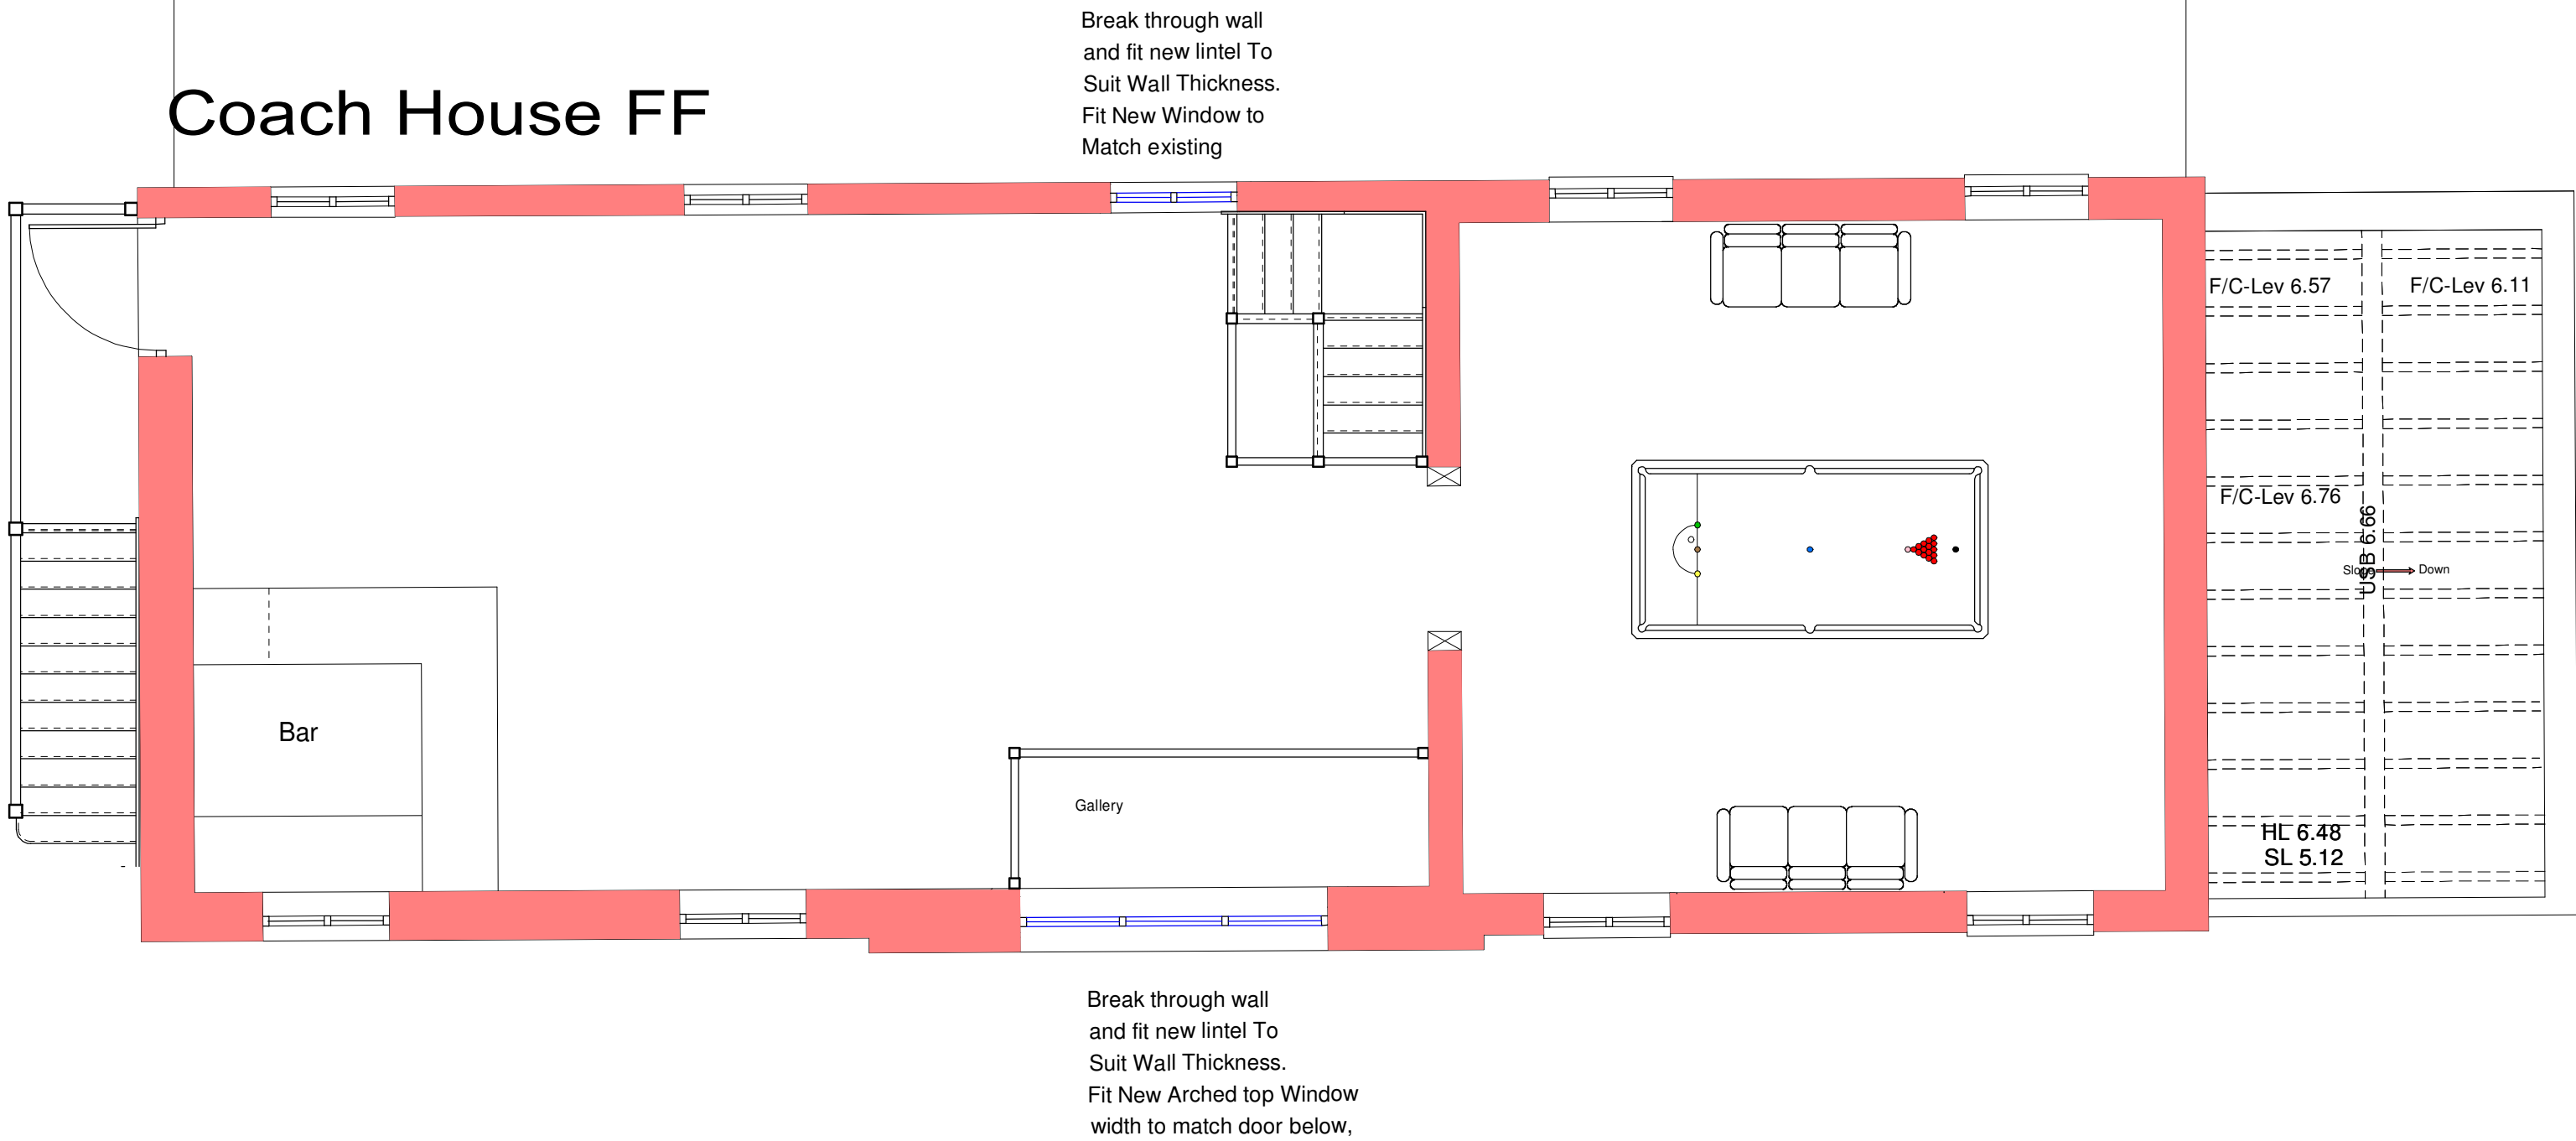 Break through wall
and fit new lintel To
Suit Wall Thickness.
Fit New Window to
Match existing
Coach House FF
F/C-Lev 6.57
F/C-Lev 6.11
F/C-Lev 6.76
USB 6.66
Slope
Down
Bar
Gallery
HL 6.48
SL 5.12
Break through wall
and fit new lintel To
Suit Wall Thickness.
Fit New Arched top Window
width to match door below,